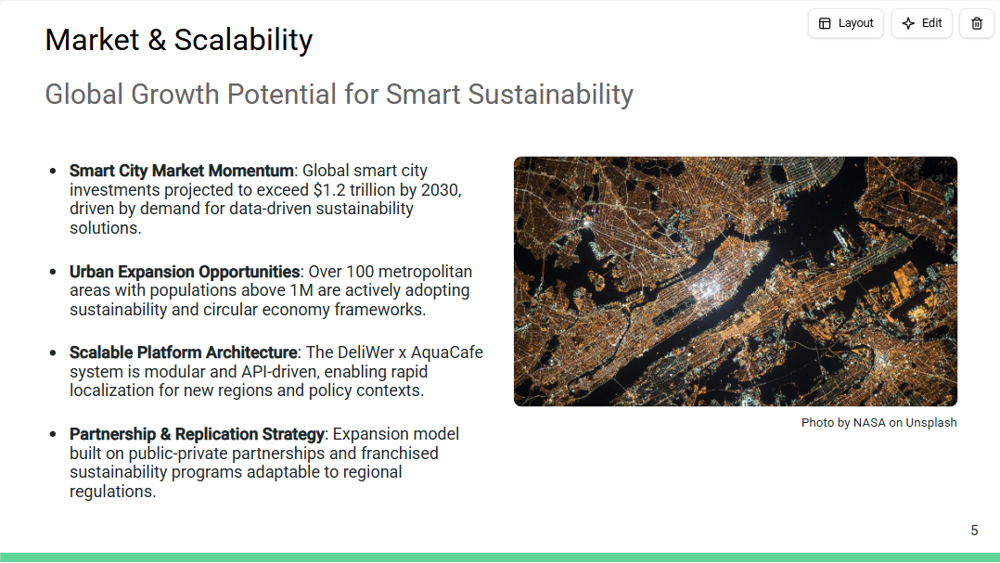 Layout
Edit
Market & Scalability
Global Growth Potential for Smart Sustainability
Smart City Market Momentum: Global smart city
investments projected to exceed $1.2 trillion by 2030,
driven by demand for data-driven sustainability
solutions.
Urban Expansion Opportunities: Over 100 metropolitan
areas with populations above 1M are actively adopting
sustainability and circular economy frameworks.
Scalable Platform Architecture: The DeliWer x AquaCafe
system is modular and API-driven, enabling rapid
localization for new regions and policy contexts.
Partnership & Replication Strategy: Expansion model
built on public-private partnerships and franchised
sustainability programs adaptable to regional
regulations.
Photo by NASA on Unsplash
5